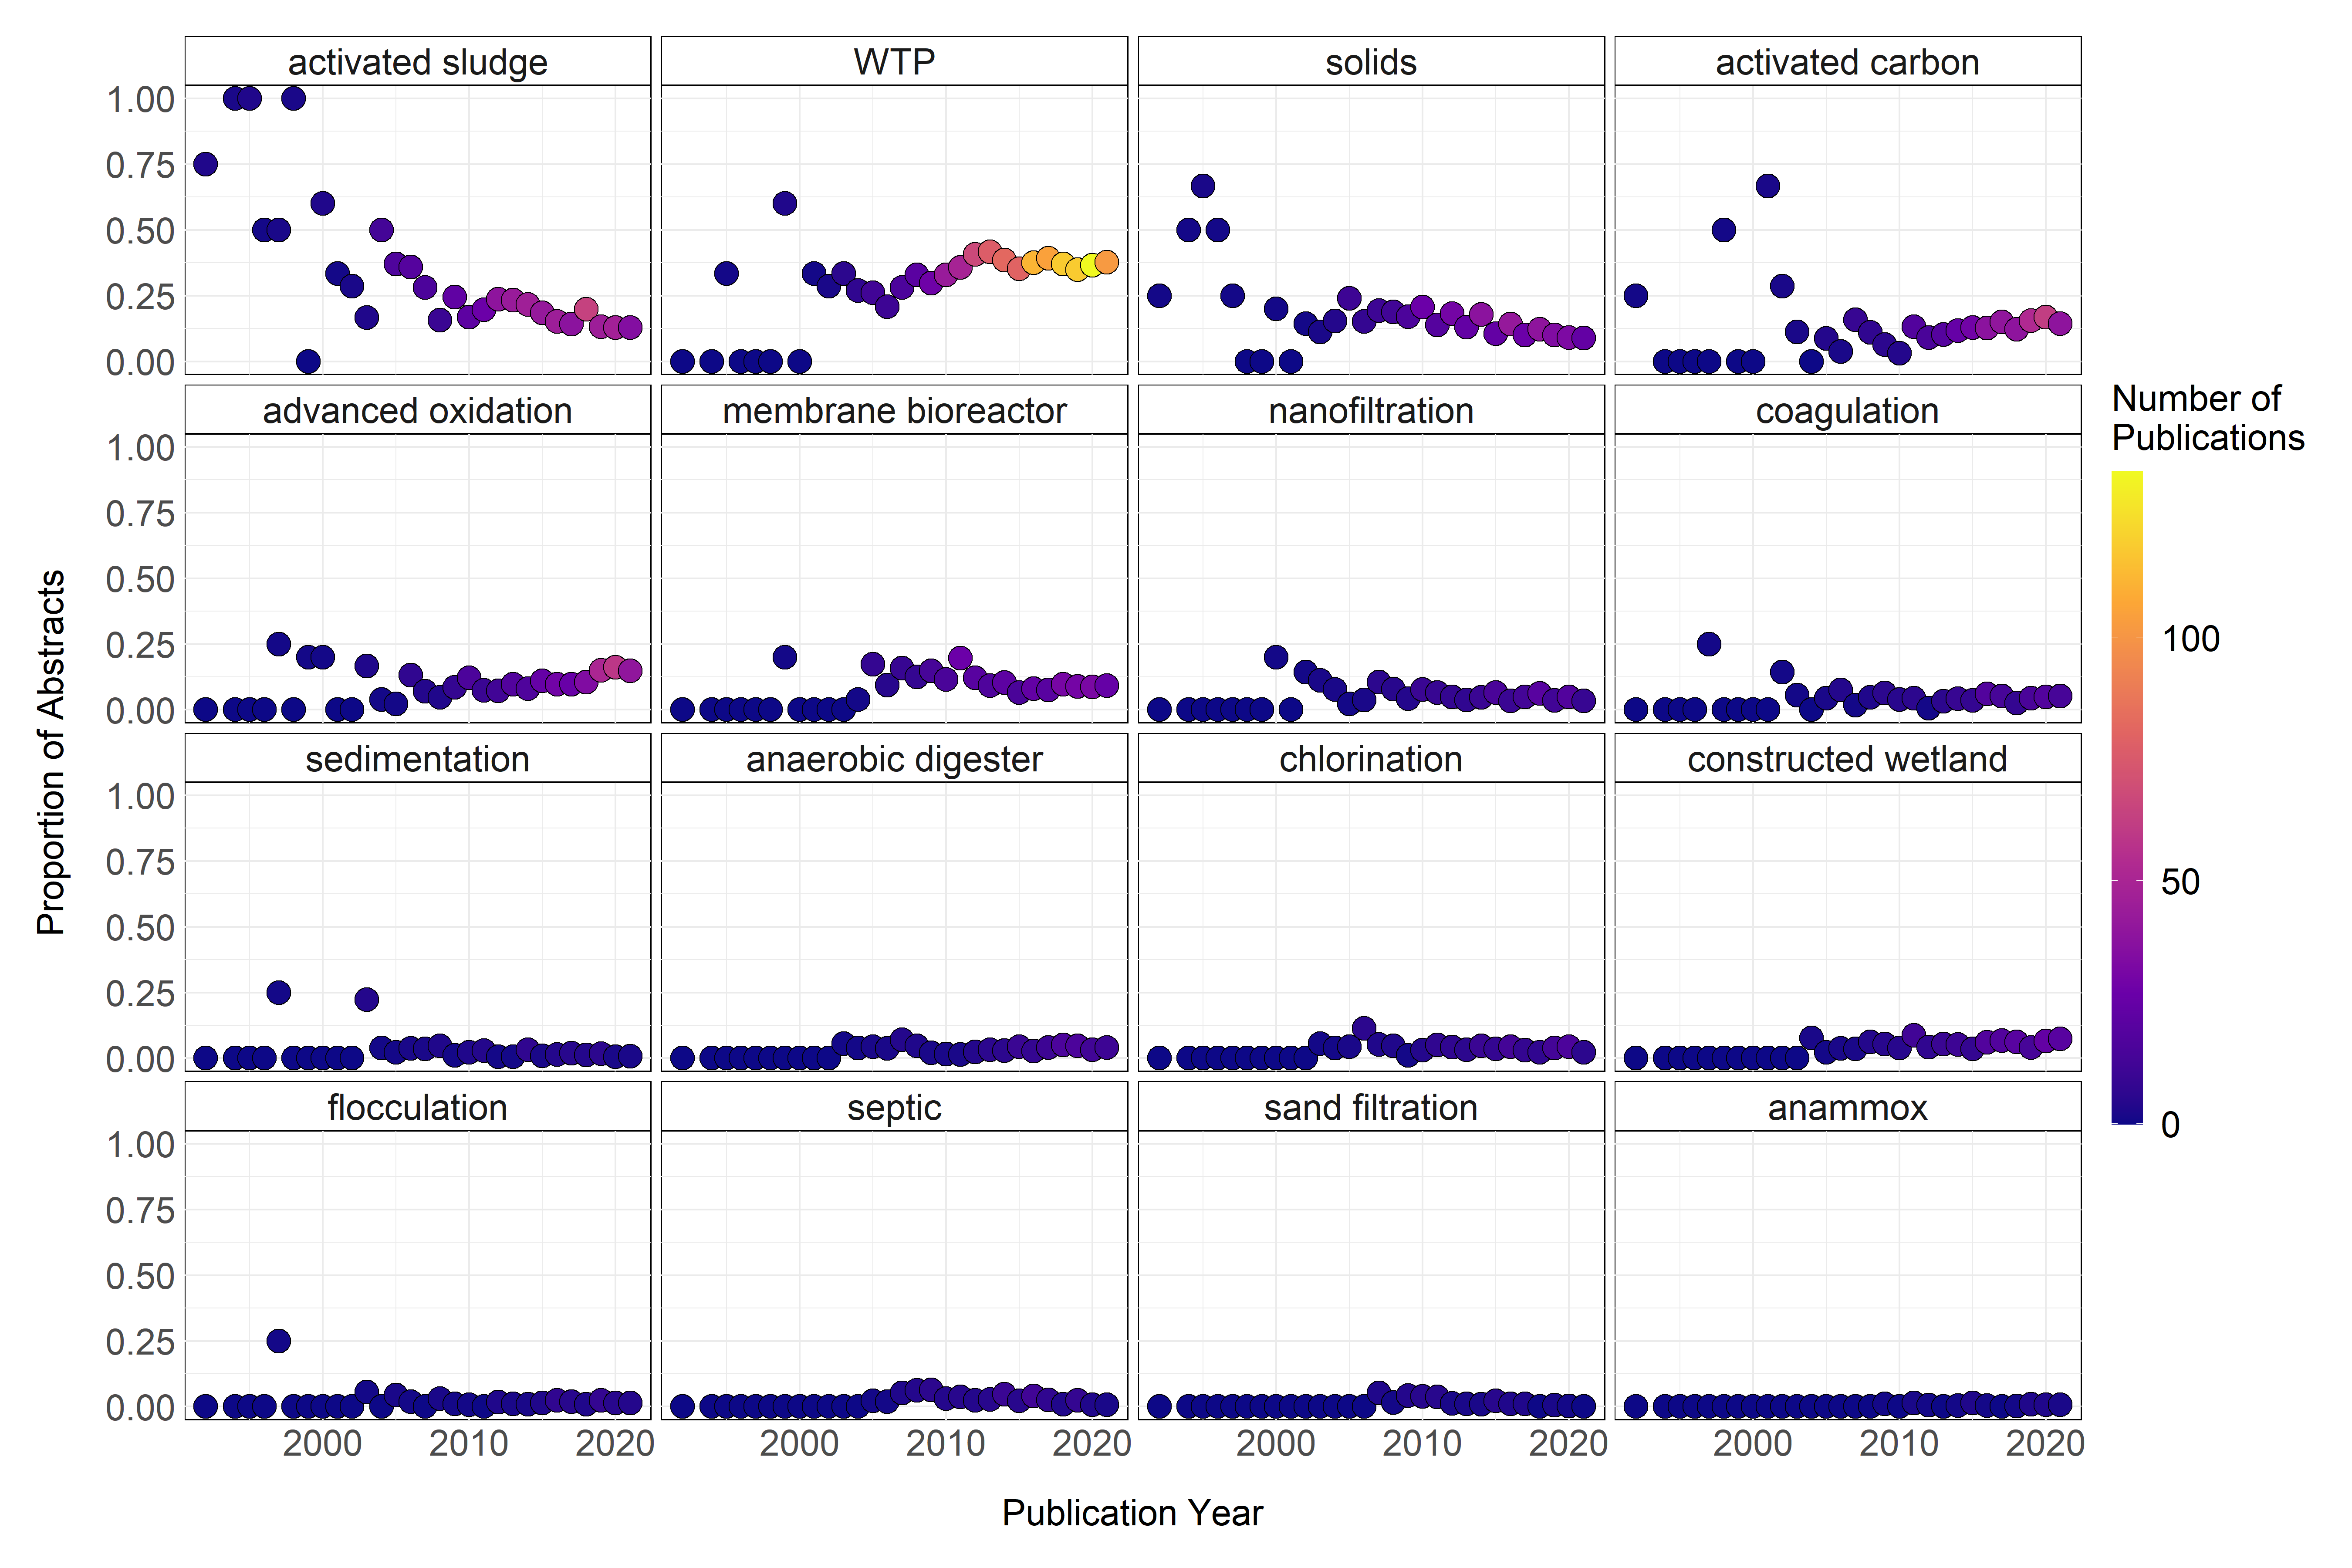 activated sludge
WTP
solids
activated carbon
1.00
0.75
0.50
0.25
0.00
advanced oxidation
membrane bioreactor
nanofiltration
coagulation
1.00
0.75
0.50
0.25
0.00
sedimentation
anaerobic digester
chlorination
constructed wetland
1.00
0.75
0.50
0.25
0.00
flocculation
septic
sand filtration
anammox
1.00
0.75
0.50
0.25
0.00
2000 2010 2020
2000 2010 2020
2000 2010 2020
2000 2010 2020
Publication Year
Proportion of Abstracts
Number of
Publications
100
50
0